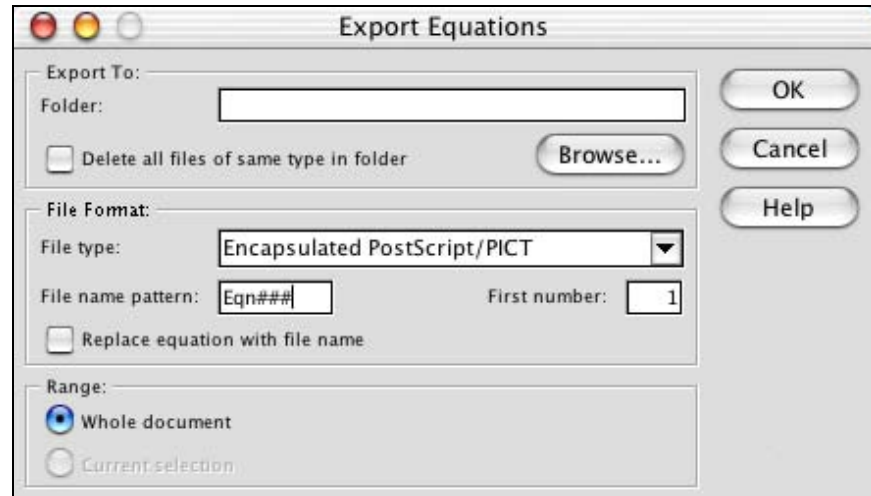 Export Equations
Export To:
Folder:
Delete all files of same type in folder
Browse...
OK
Cancel
Help
File Format:
File type: Encapsulated PostScript/PICT
File name pattern: Eqn### First number: 1
Replace equation with file name
Range:
Whole document
Current selection